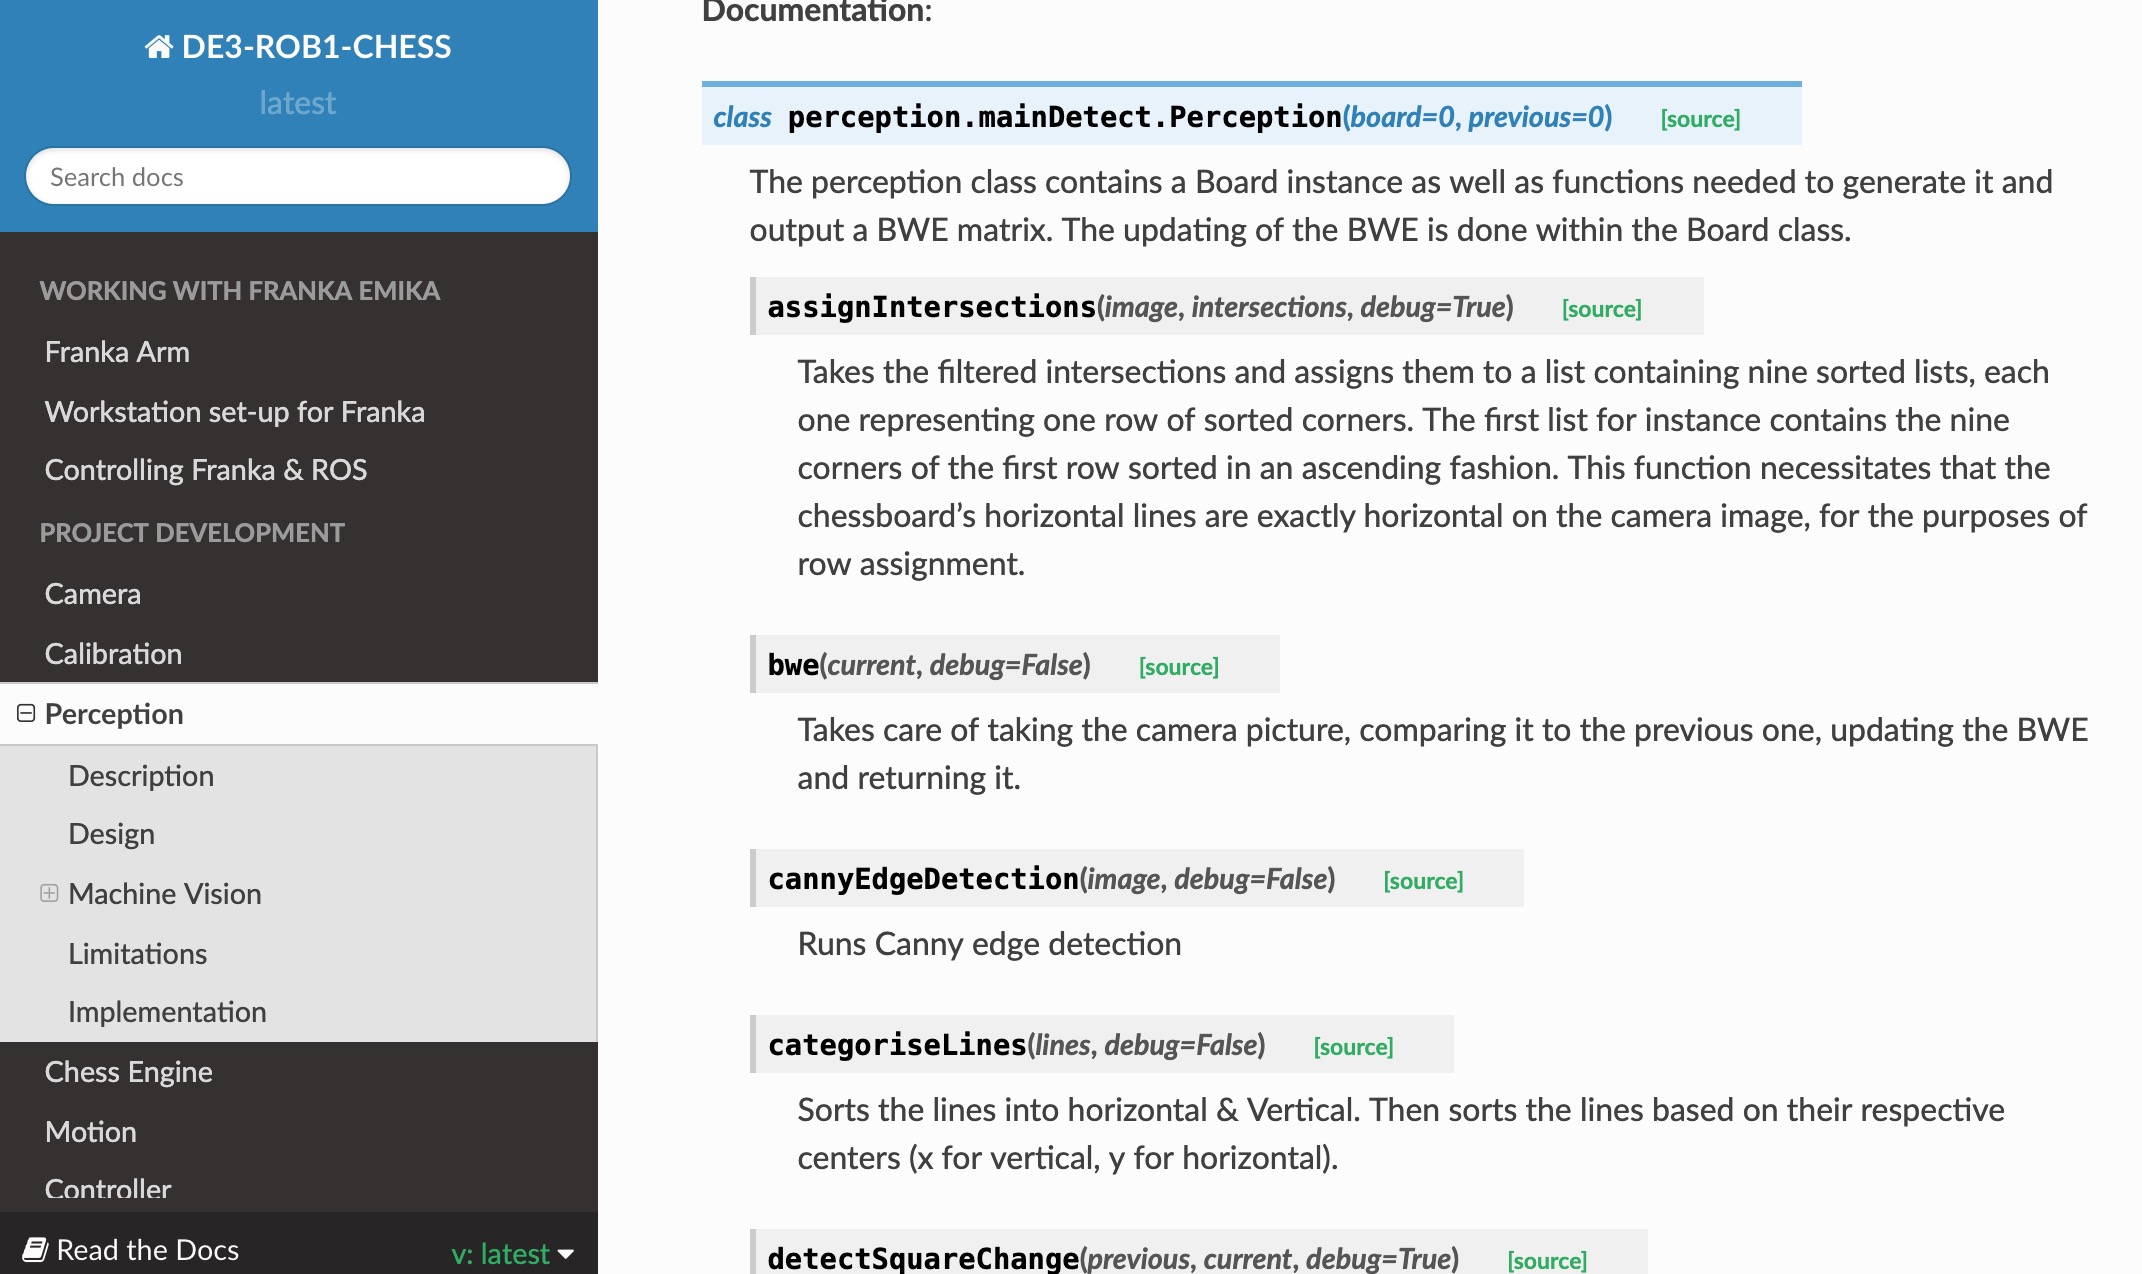 DE3-ROB1-CHESS
latest
Search docs
WORKING WITH FRANKA EMIKA
Franka Arm
Workstation set-up for Franka
Controlling Franka & ROS
PROJECT DEVELOPMENT
Camera
Calibration
Perception
Description
Design
Machine Vision
Limitations
Implementation
Chess Engine
Motion
Controller
Read the Docs
v: latest
Documentation:
class perception.mainDetect.Perception(board=0, previous=0) [source]
The perception class contains a Board instance as well as functions needed to generate it and
output a BWE matrix. The updating of the BWE is done within the Board class.
assignIntersections(image, intersections, debug=True) [source]
Takes the filtered intersections and assigns them to a list containing nine sorted lists, each
one representing one row of sorted corners. The first list for instance contains the nine
corners of the first row sorted in an ascending fashion. This function necessitates that the
chessboard’s horizontal lines are exactly horizontal on the camera image, for the purposes of
row assignment.
bwe(current, debug=False) [source]
Takes care of taking the camera picture, comparing it to the previous one, updating the BWE
and returning it.
cannyEdgeDetection(image, debug=False) [source]
Runs Canny edge detection
categoriseLines(lines, debug=False) [source]
Sorts the lines into horizontal & Vertical. Then sorts the lines based on their respective
centers (x for vertical, y for horizontal).
detectSquareChange(previous, current, debug=True) [source]